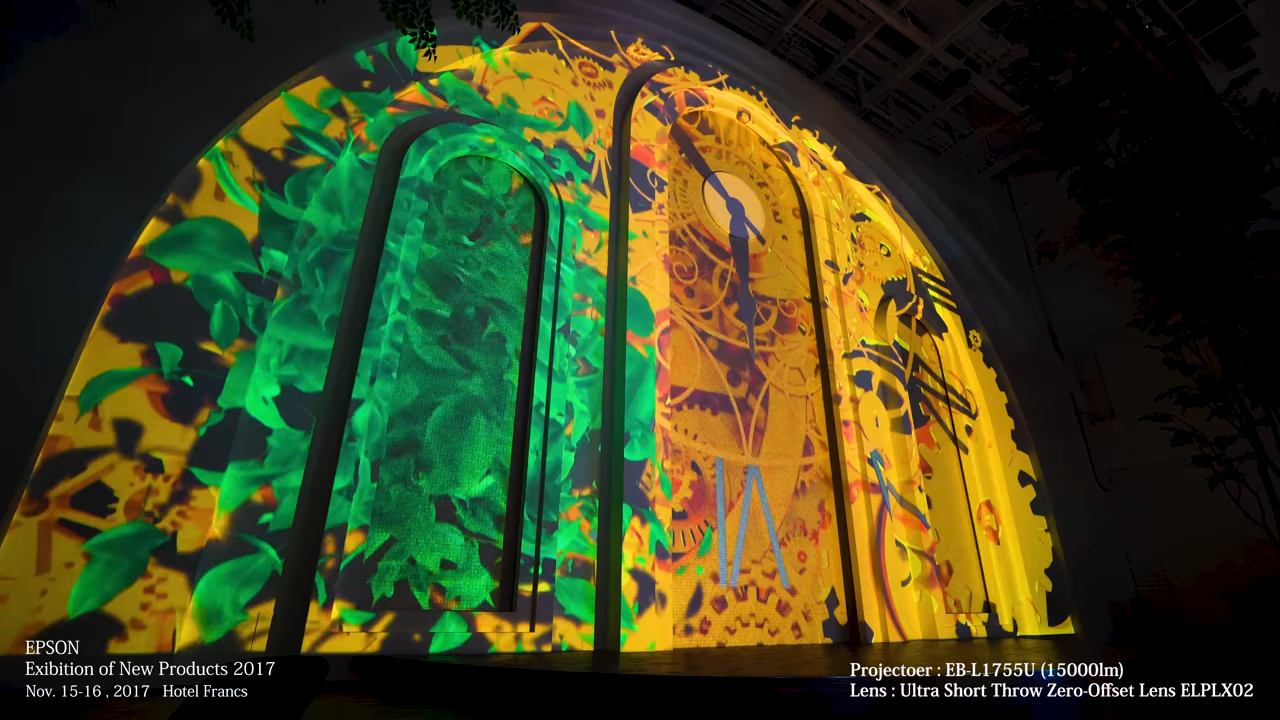 EPSON
Exibition of New Products 2017
Nov. 15-16 , 2017 Hotel Francs
Projectoer : EB-L1755U (15000lm)
Lens : Ultra Short Throw Zero-Offset Lens ELPLX02